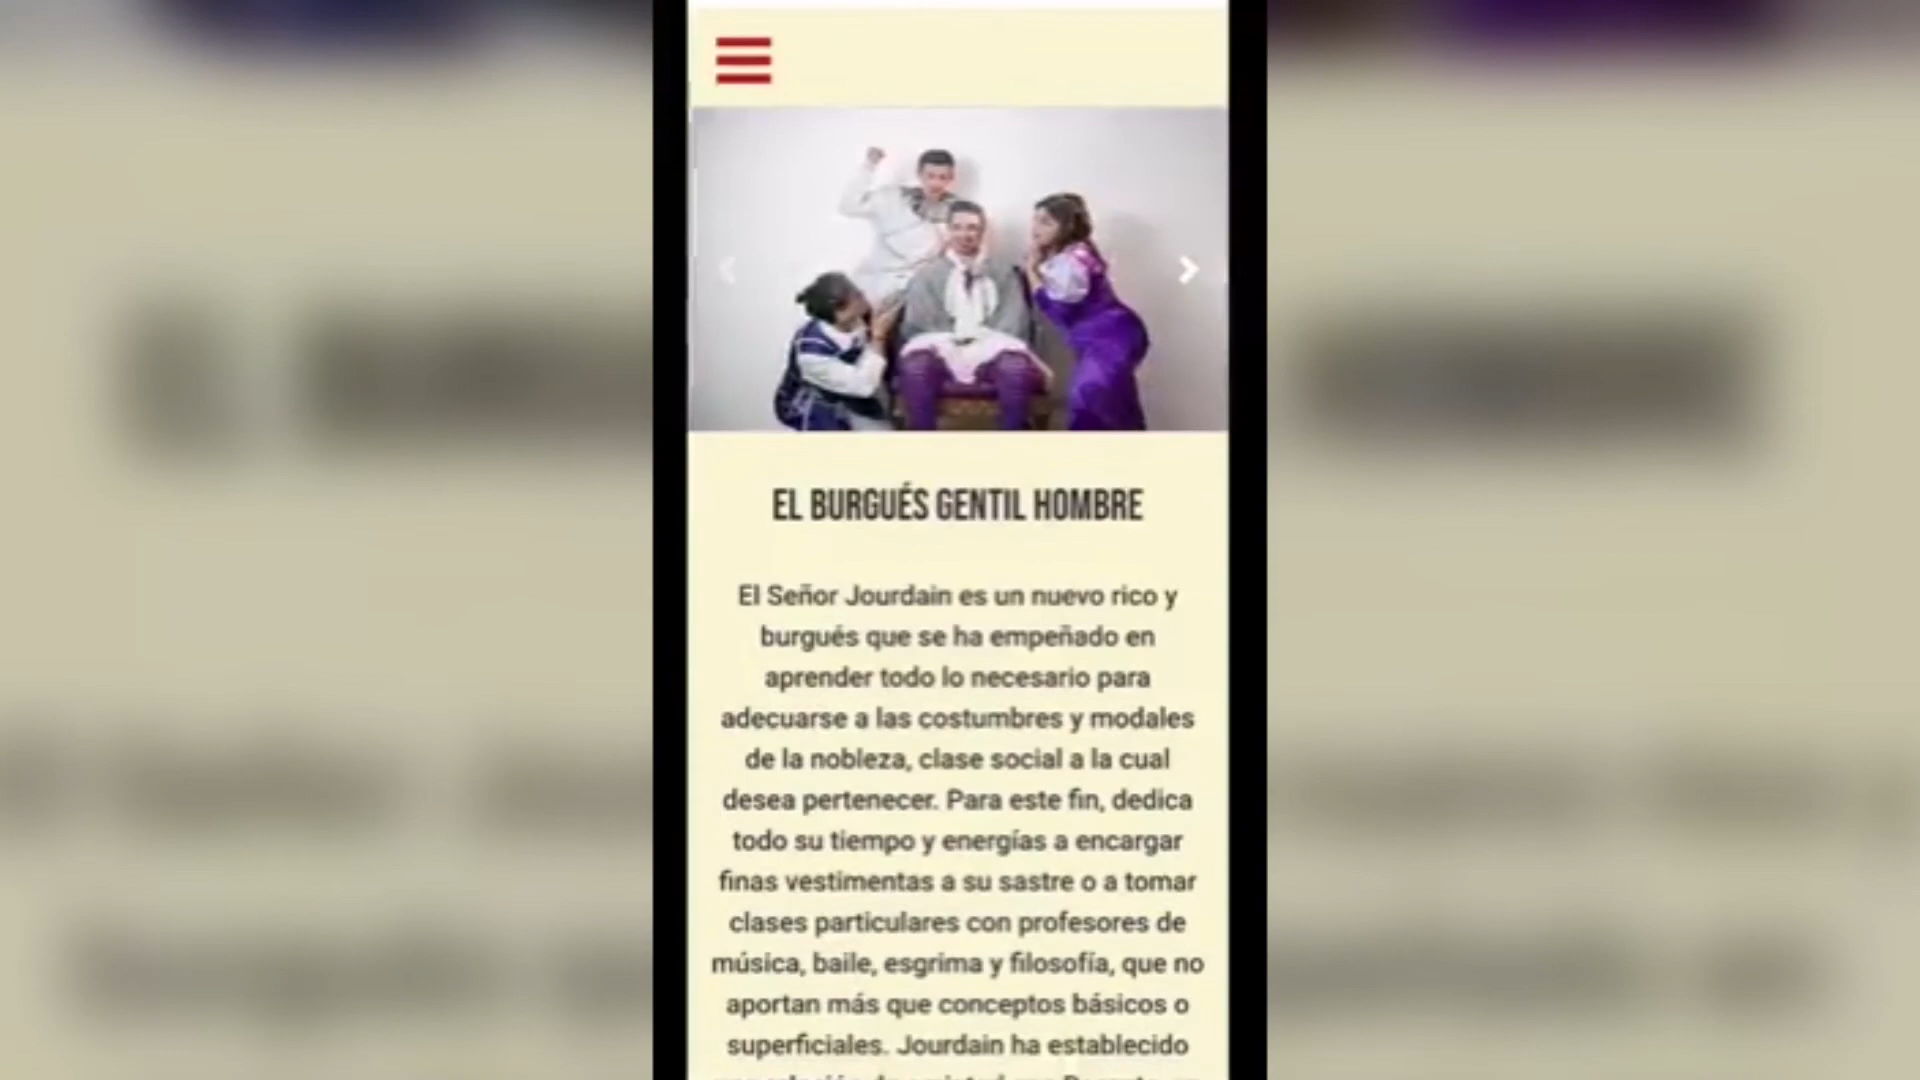 EL BURGUÉS GENTIL HOMBRE
El Señor Jourdain es un nuevo rico y
burgués que se ha empeñado en
aprender todo lo necesario para
adecuarse a las costumbres y modales
de la nobleza, clase social a la cual
desea pertenecer. Para este fin, dedica
todo su tiempo y energías a encargar
finas vestimentas a su sastre o a tomar
clases particulares con profesores de
música, baile, esgrima y filosofía, que no
aportan más que conceptos básicos o
superficiales. Jourdain ha establecido